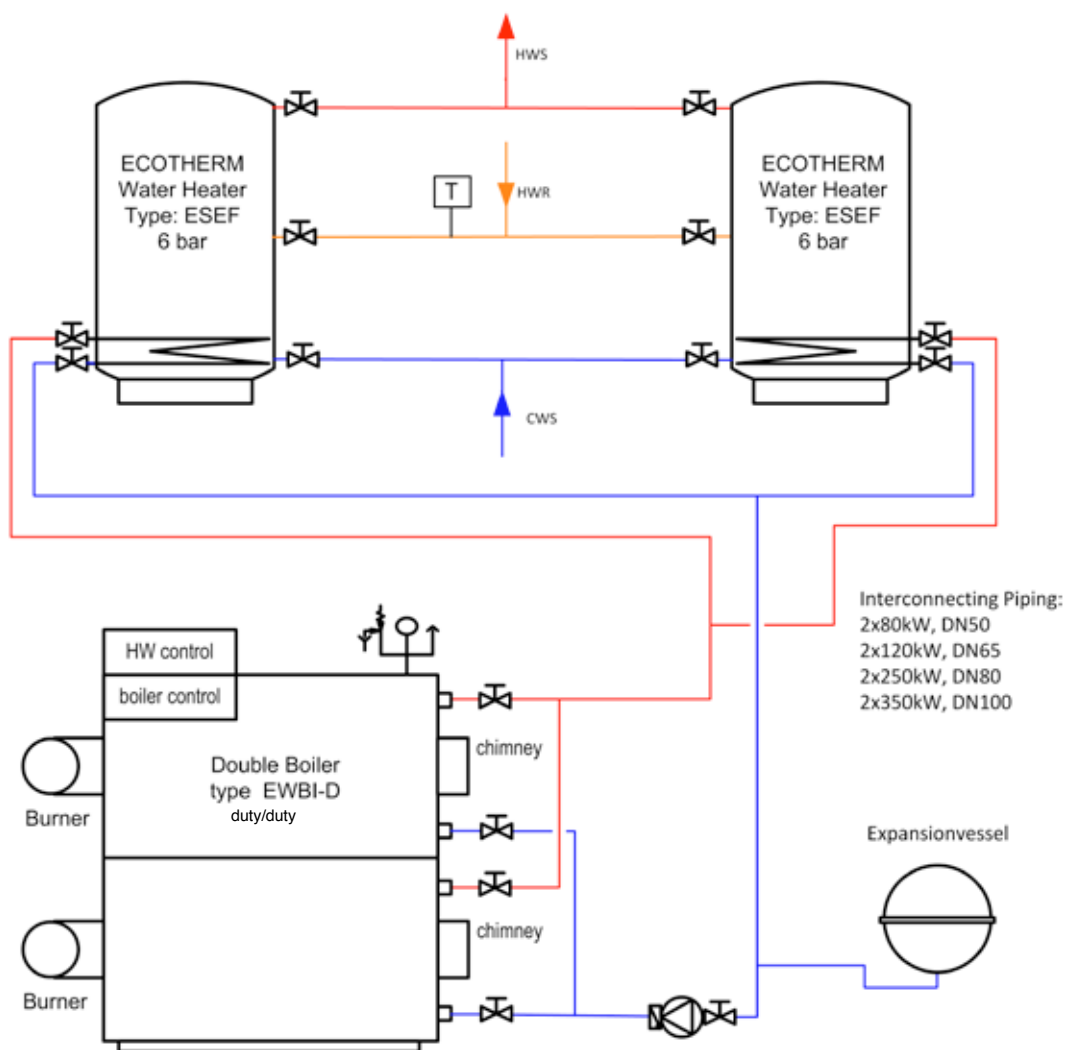 HWS
ECOTHERM
Water Heater
Type: ESEF
6 bar
T
HWR
ECOTHERM
Water Heater
Type: ESEF
6 bar
CWS
Interconnecting Piping:
2x80kW, DN50
2x120kW, DN65
2x250kW, DN80
2x350kW, DN100
HW control
boiler control
chimney
Double Boiler
type EWBI-D
duty/duty
Burner
Expansionvessel
chimney
Burner